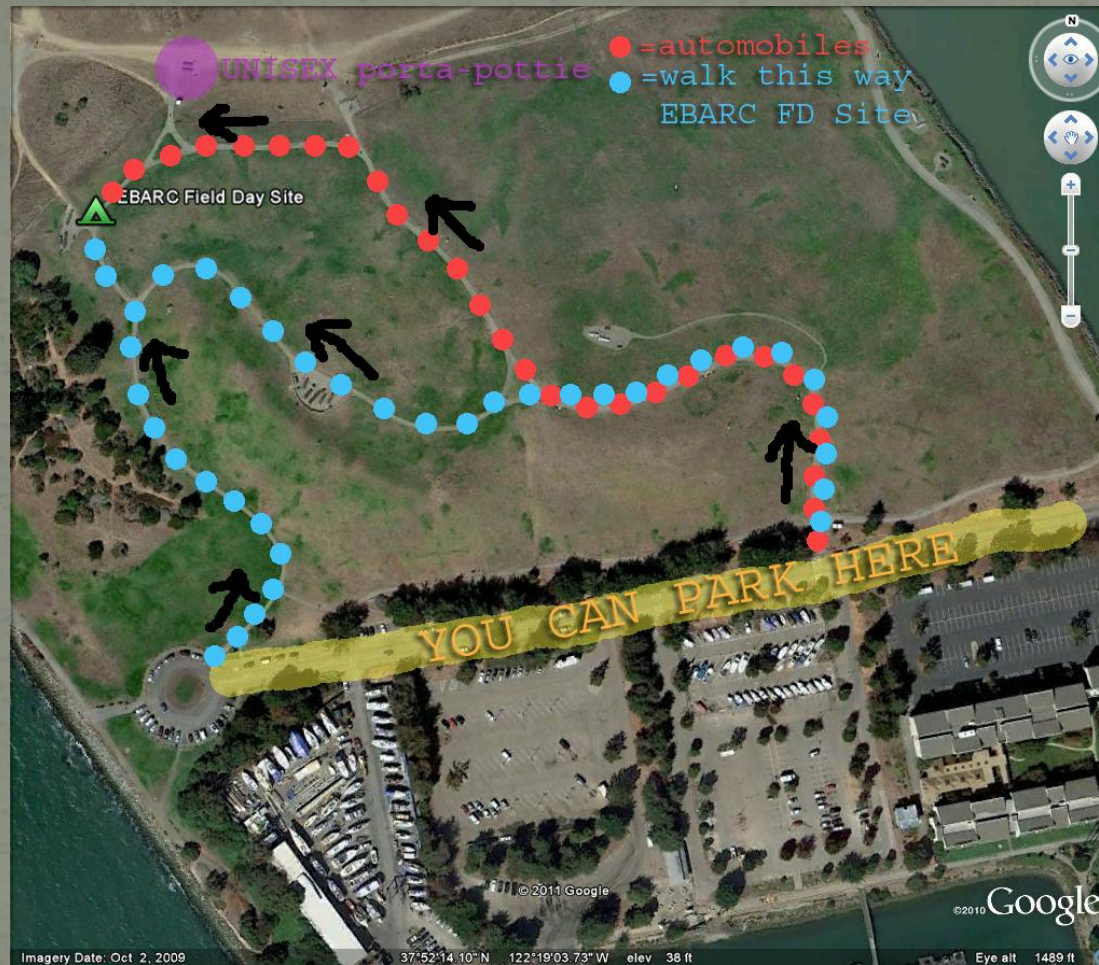 N
= UNISEX porta-pottie
=automobiles
=walk this way
EBARC FD Site
EBARC Field Day Site
YOU CAN PARK HERE
© 2011 Google
©2010 Google
Imagery Date: Oct 2, 2009 37°52'14.10" N 122°19'03.73" W elev 38 ft Eye alt 1489 ft